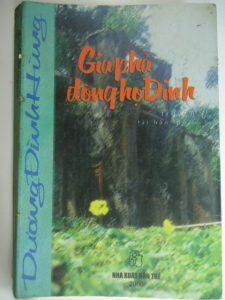 Dương Đình Hùng
Gia phả
dòng họ Đinh
NHÀ XUẤT BẢN TRẺ